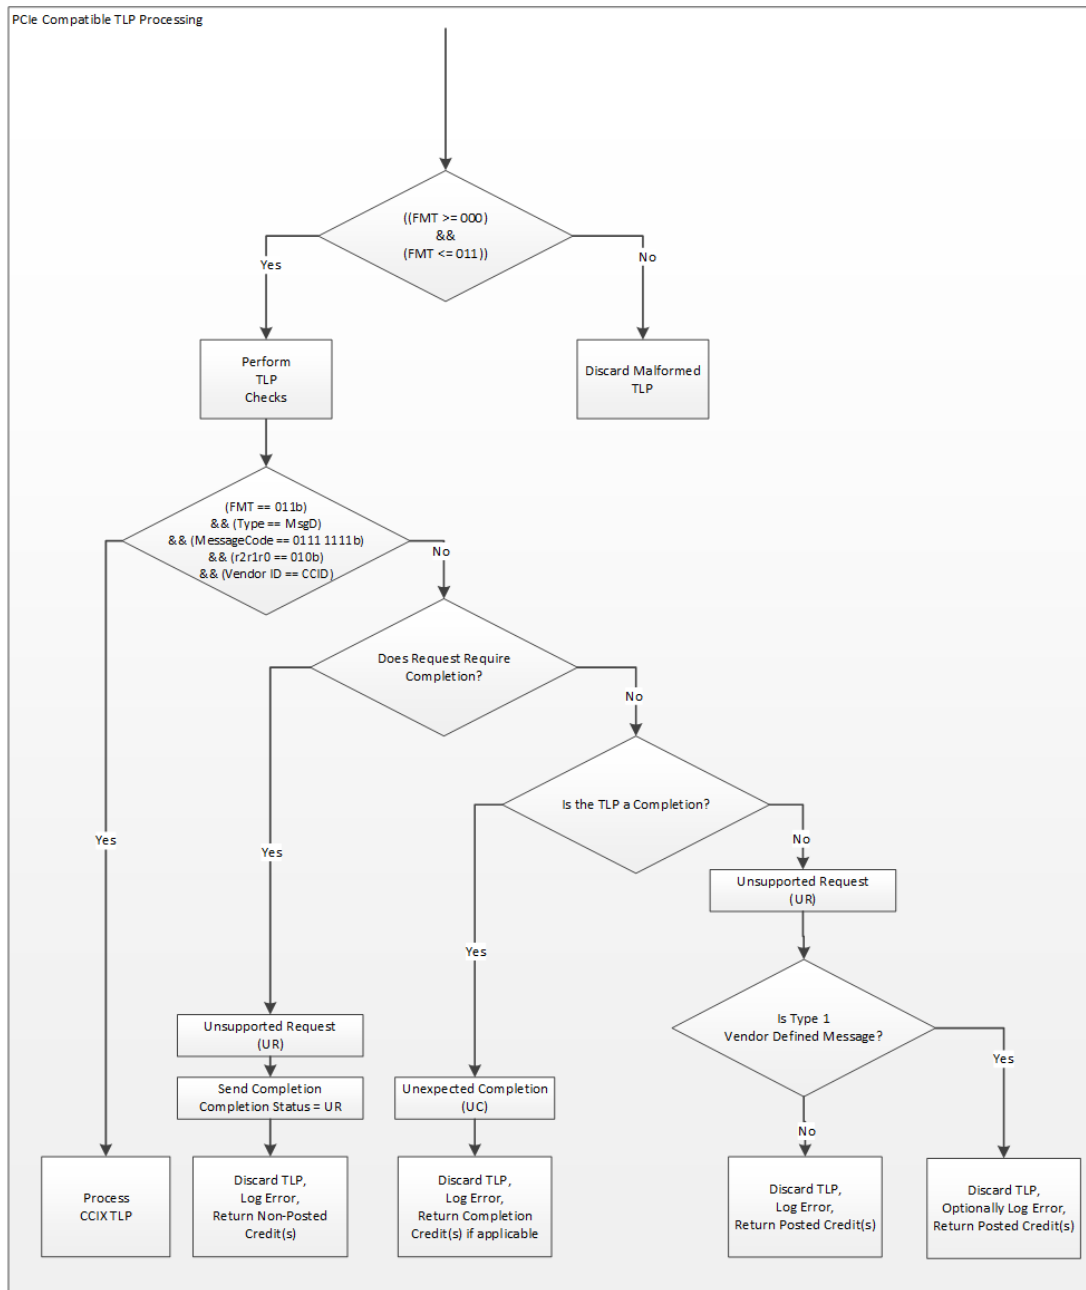 PCIe Compatible TLP Processing
((FMT >= 000)
&&
(FMT <= 011))
Yes
No
Perform
TLP
Checks
Discard Malformed
TLP
(FMT == 011b)
&& (Type == MsgD)
&& (MessageCode == 0111 1111b)
&& (r2r1r0 == 010b)
&& (Vendor ID == CCID)
No
Does Request Require
Completion?
No
Is the TLP a Completion?
Yes
Yes
No
Unsupported Request
(UR)
Yes
Is Type 1
Vendor Defined Message?
Unsupported Request
(UR)
Yes
Send Completion
Completion Status = UR
Unexpected Completion
(UC)
No
Process
CCIX TLP
Discard TLP,
Log Error,
Return Non-Posted
Credit(s)
Discard TLP,
Log Error,
Return Completion
Credit(s) if applicable
Discard TLP,
Log Error,
Return Posted Credit(s)
Discard TLP,
Optionally Log Error,
Return Posted Credit(s)